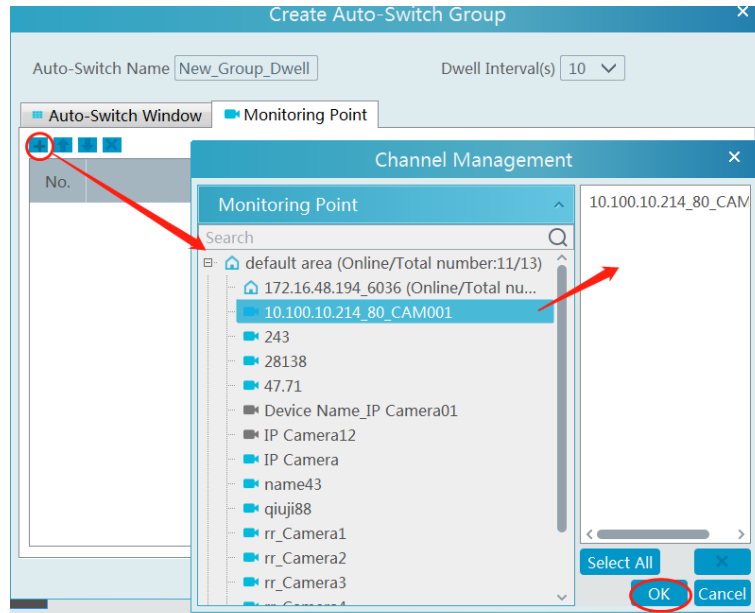 Create Auto-Switch Group
Auto-Switch Name New_Group_Dwell Dwell Interval(s) 10
Auto-Switch Window Monitoring Point
No.
Channel Management
Monitoring Point
Search
default area (Online/Total number:11/13)
172.16.48.194_6036 (Online/Total nu...
10.100.10.214_80_CAM001
243
28138
47.71
Device Name_IP Camera01
IP Camera12
IP Camera
name43
qiuji88
rr_Camera1
rr_Camera2
rr_Camera3
10.100.10.214_80_CAM
Select All
OK Cancel